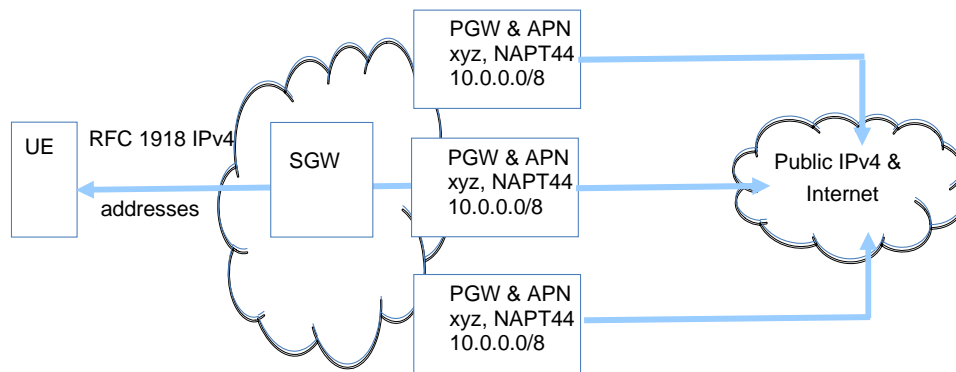 PGW & APN
xyz, NAPT44
10.0.0.0/8
UE
RFC 1918 IPv4
addresses
SGW
PGW & APN
xyz, NAPT44
10.0.0.0/8
Public IPv4 &
Internet
PGW & APN
xyz, NAPT44
10.0.0.0/8